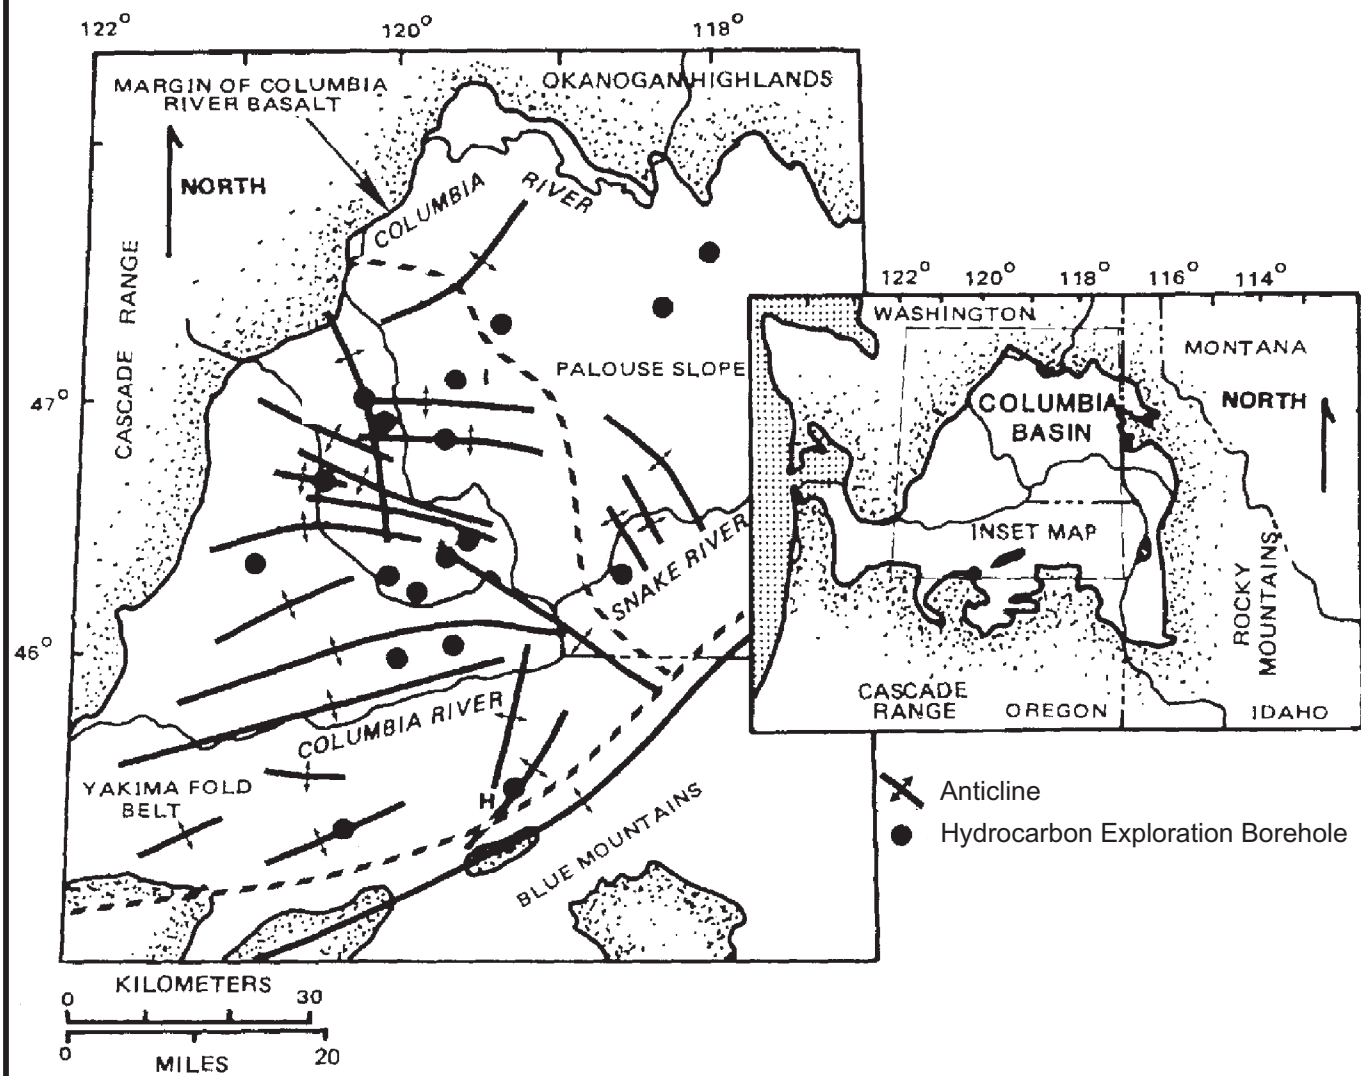 122° 120° 118°
MARGIN OF COLUMBIA
RIVER BASALT
OKANOGAN HIGHLANDS
NORTH
COLUMBIA RIVER
CASCADE RANGE
PALOUSE SLOPE
47°
SNAKE RIVER
46°
COLUMBIA RIVER
YAKIMA FOLD
BELT
H
BLUE MOUNTAINS
KILOMETERS
0 30
0 20
MILES
122° 120° 118° 116° 114°
WASHINGTON
MONTANA
NORTH
COLUMBIA
BASIN
INSET MAP
ROCKY
MOUNTAINS
CASCADE
RANGE
OREGON
IDAHO
Anticline
Hydrocarbon Exploration Borehole